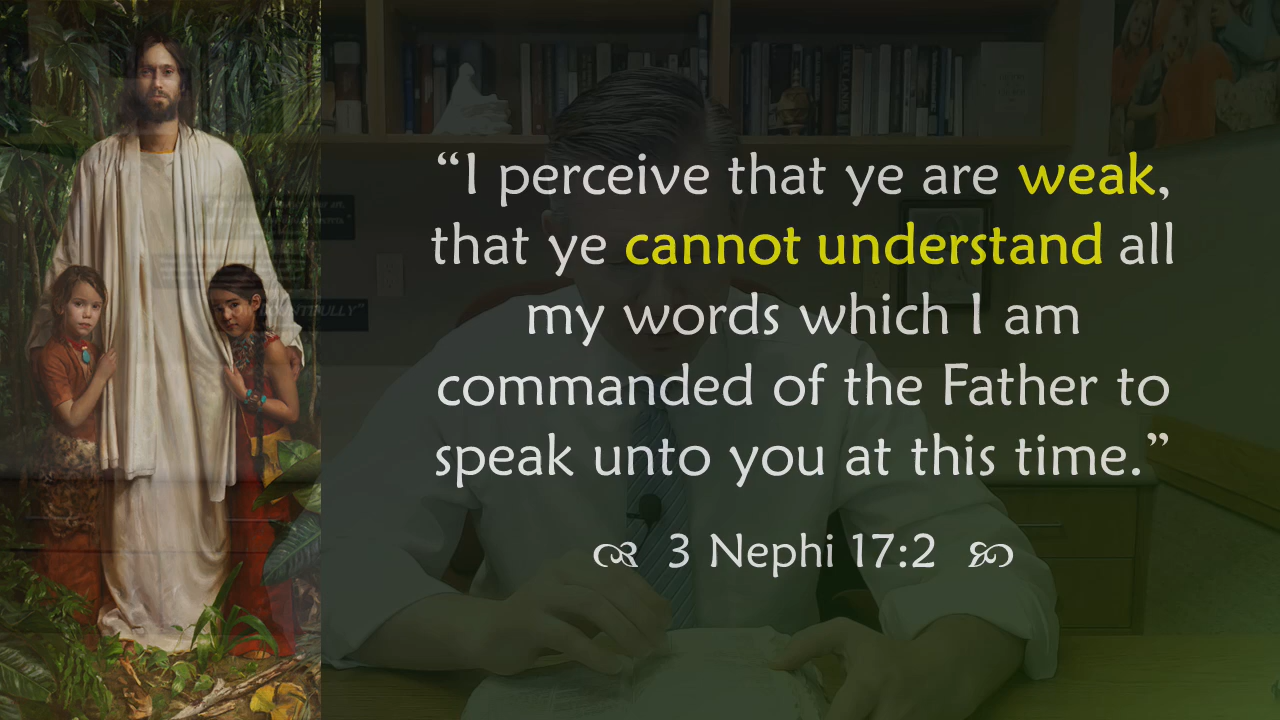 “I perceive that ye are weak,
that ye cannot understand all
my words which I am
commanded of the Father to
speak unto you at this time.”
3 Nephi 17:2